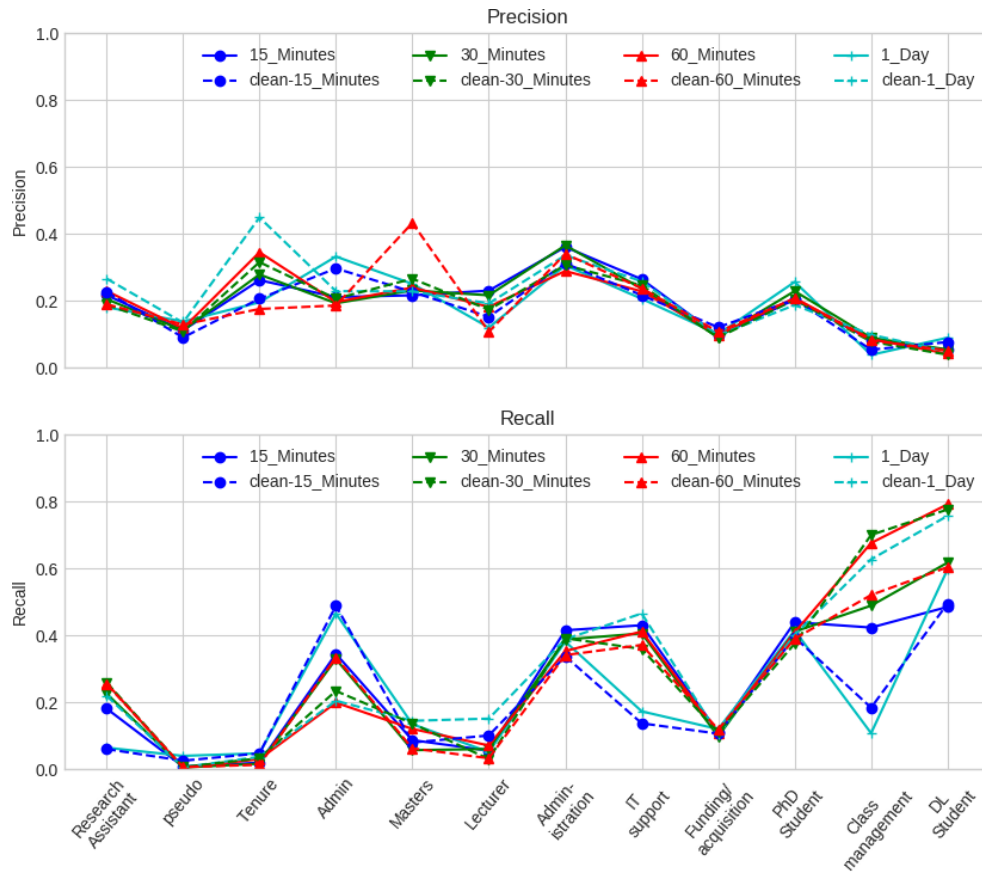 Precision
1.0
15_Minutes 30_Minutes 60_Minutes 1_Day
clean-15_Minutes clean-30_Minutes clean-60_Minutes clean-1_Day
0.8
0.6
Precision
0.4
0.2
0.0
Recall
1.0
15_Minutes 30_Minutes 60_Minutes 1_Day
clean-15_Minutes clean-30_Minutes clean-60_Minutes clean-1_Day
0.8
0.6
Recall
0.4
0.2
0.0
Research
Assistant
pseudo
Tenure
Admin
Masters
Lecturer
Admin-
istration
IT
support
Funding/
acquisition
PhD
Student
Class
management
DL
Student